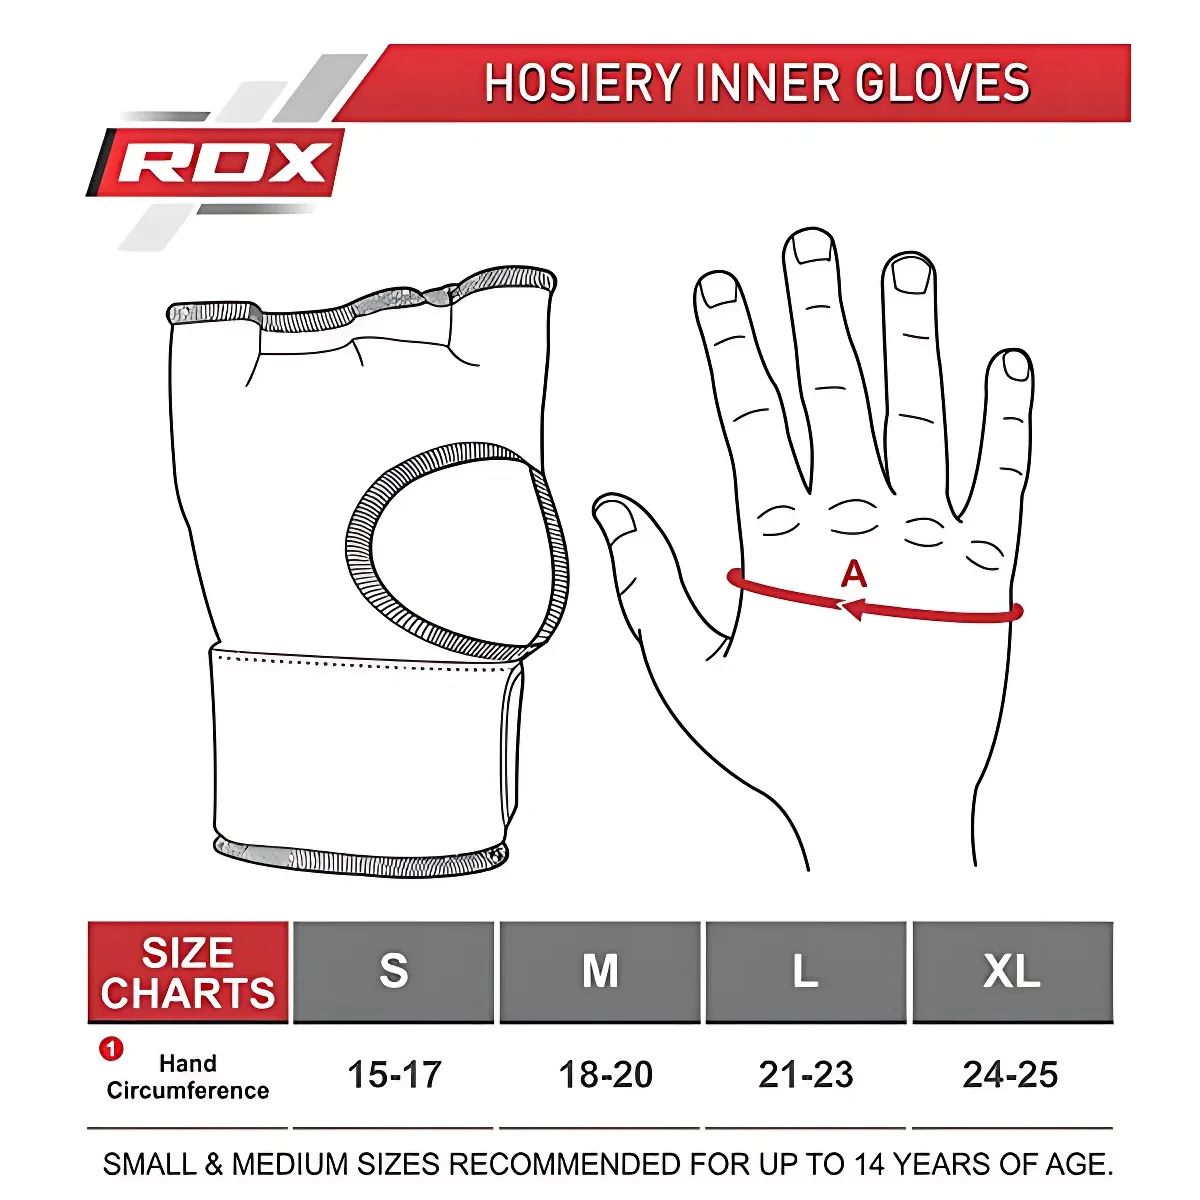 HOSIERY INNER GLOVES
RDX
A
SIZE
CHARTS
S
M
L
XL
1
Hand
Circumference
15-17
18-20
21-23
24-25
SMALL & MEDIUM SIZES RECOMMENDED FOR UP TO 14 YEARS OF AGE.